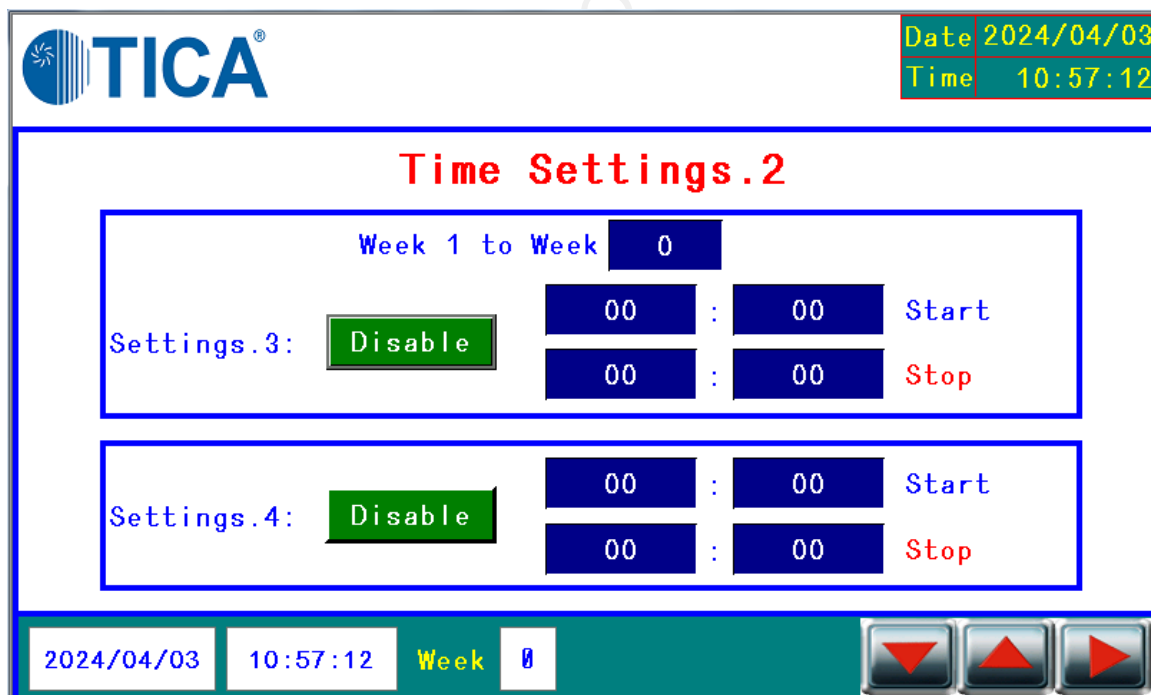 TICA®
Date 2024/04/03
Time 10:57:12
Time Settings.2
Week 1 to Week 0
00 : 00 Start
Settings.3: Disable
00 : 00 Stop
00 : 00 Start
Settings.4: Disable
00 : 00 Stop
2024/04/03 10:57:12 Week 0